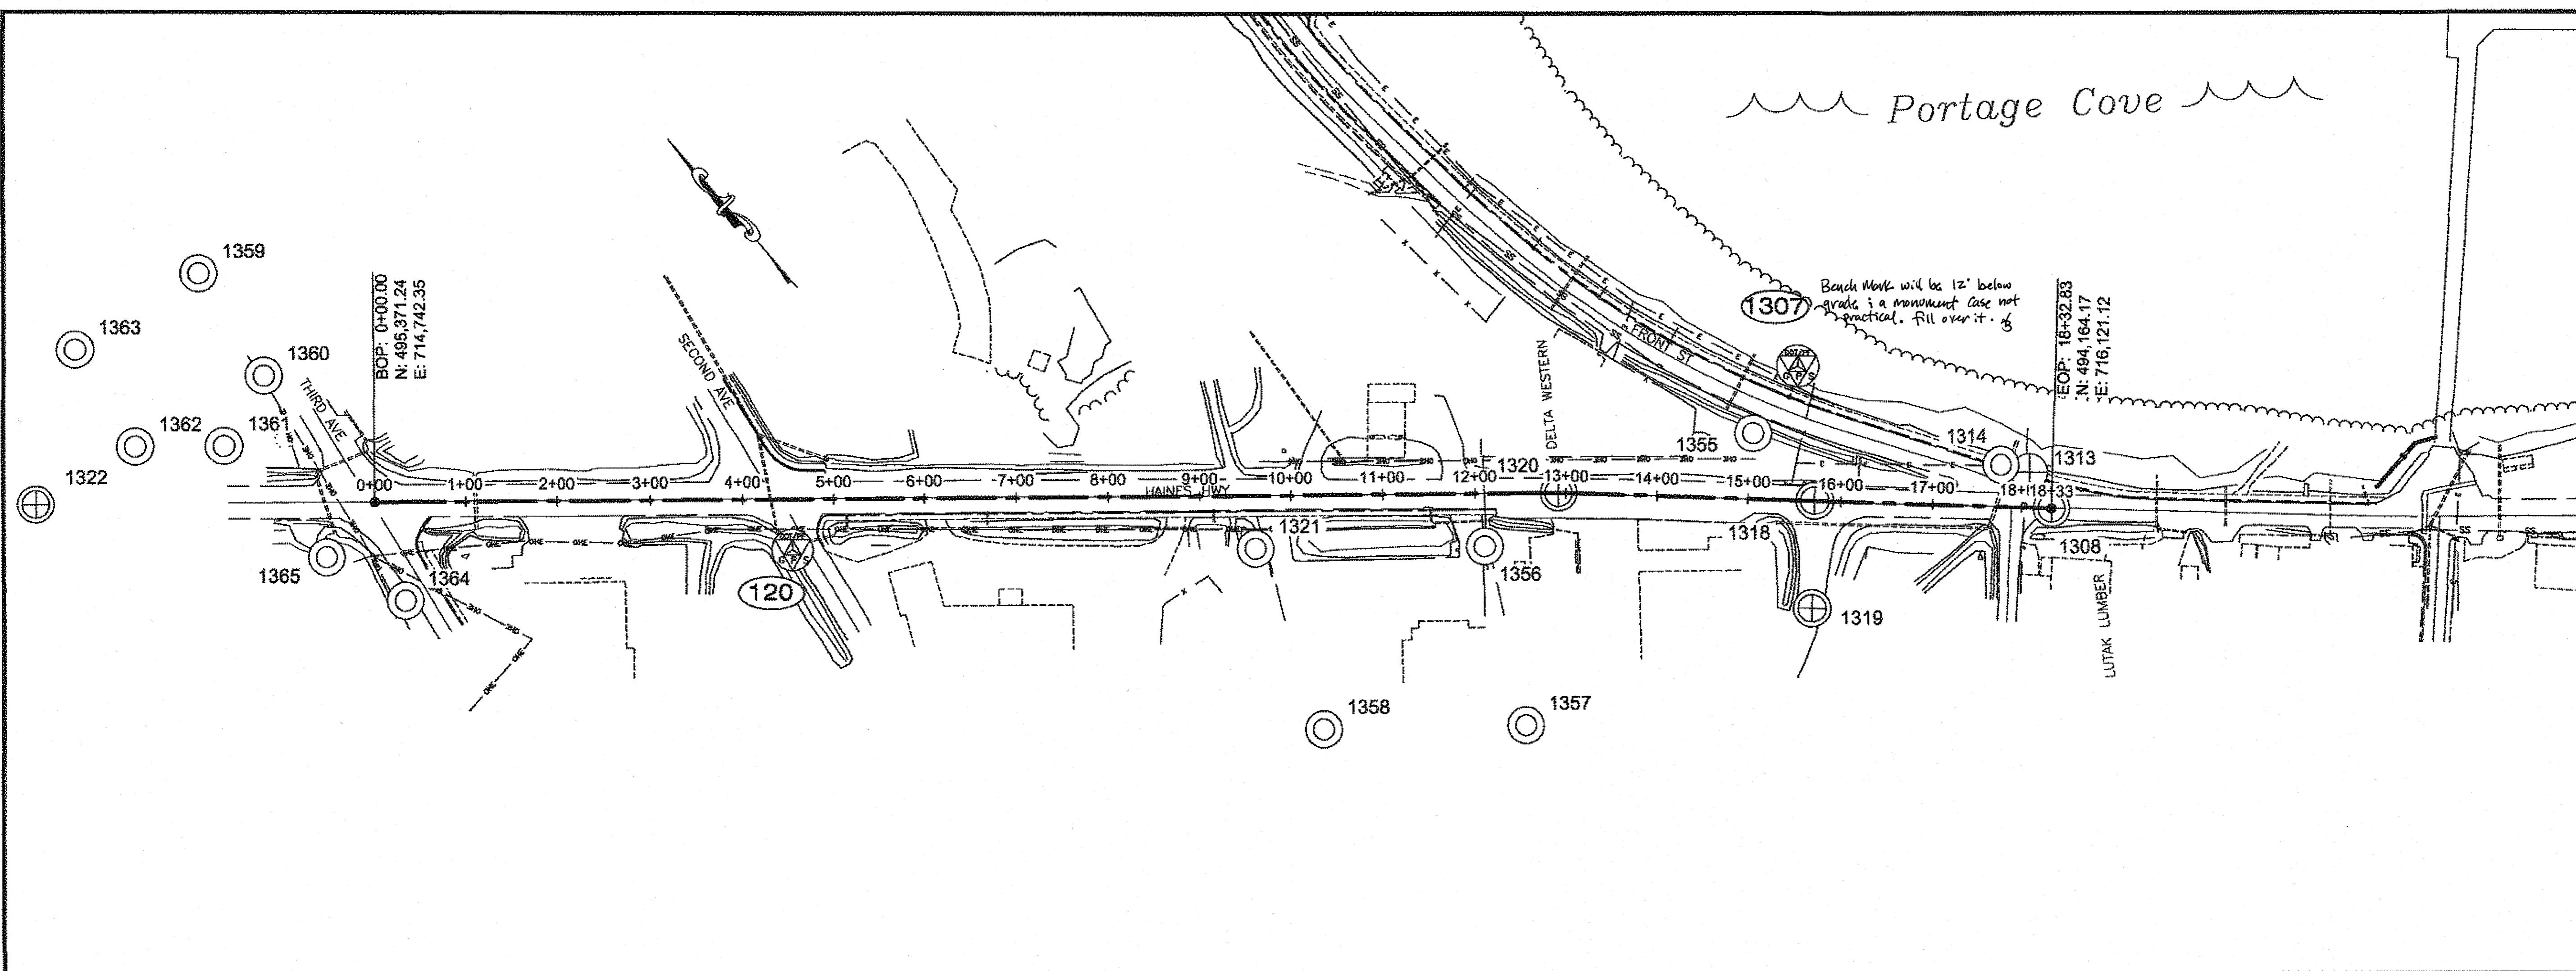 Portage Cove
1359
BOP: 0+00.00
N: 495,371.24
E: 714,742.35
1363
1360
THIRD AVE
1362
1361
1322
SECOND AVE
FRONT ST
DELTA WESTERN
1307
Bench Mark will be 12" below
grade & a monument case not
practical. fill over it.
EOP: 18+32.83
N: 494,164.17
E: 716,121.12
1355
1314
1313
1320
0+00
1+00
2+00
3+00
4+00
5+00
6+00
7+00
8+00
9+00
10+00
11+00
12+00
13+00
14+00
15+00
16+00
17+00
18+33
HAINES HWY
1365
1364
120
1321
1356
1318
1308
1319
LUTAK LUMBER
1358
1357